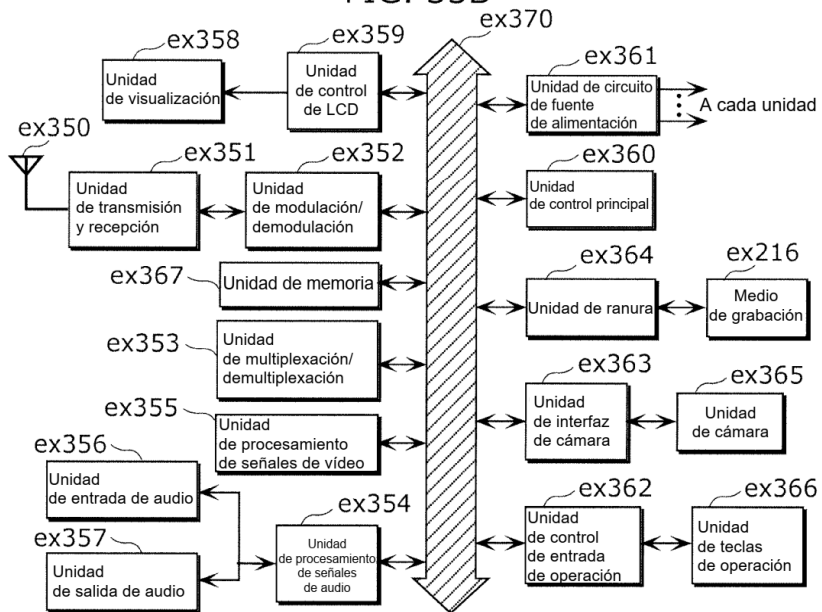 ex370
ex358
Unidad
de visualización
ex359
Unidad
de control
de LCD
ex361
Unidad de circuito
de fuente
de alimentación
A cada unidad
ex350
ex351
Unidad
de transmisión
y recepción
ex352
Unidad
de modulación/
demodulación
ex360
Unidad
de control principal
ex367
Unidad de memoria
ex364
Unidad de ranura
ex216
Medio
de grabación
ex353
Unidad
de multiplexación/
demultiplexación
ex363
Unidad
de interfaz
de cámara
ex365
Unidad
de cámara
ex355
Unidad
de procesamiento
de señales de vídeo
ex356
Unidad
de entrada de audio
ex354
Unidad
de procesamiento
de señales
de audio
ex357
Unidad
de salida de audio
ex362
Unidad
de control
de entrada
de operación
ex366
Unidad
de teclas
de operación